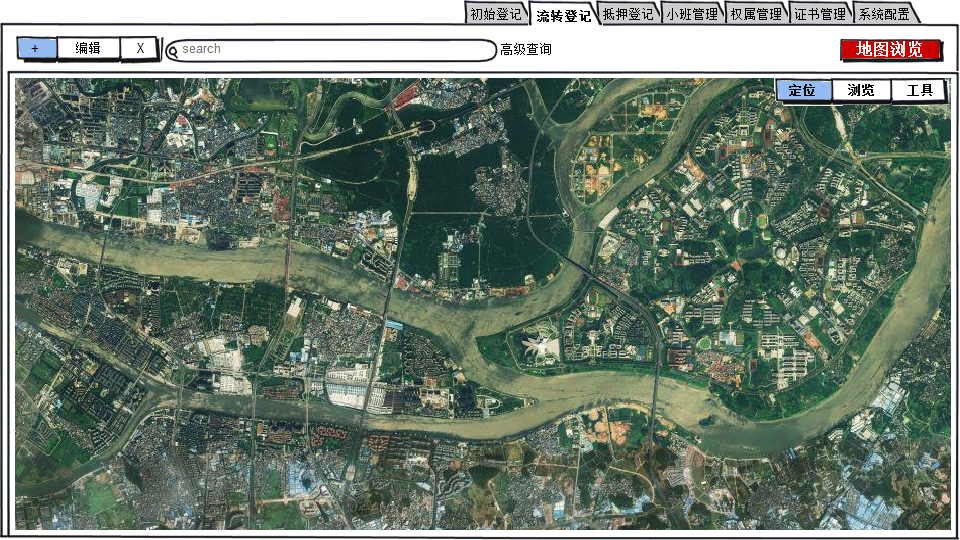 初始登记 流转登记 抵押登记 小班管理 权属管理 证书管理 系统配置
+ 编辑 X search 高级查询 地图浏览
定位 浏览 工具